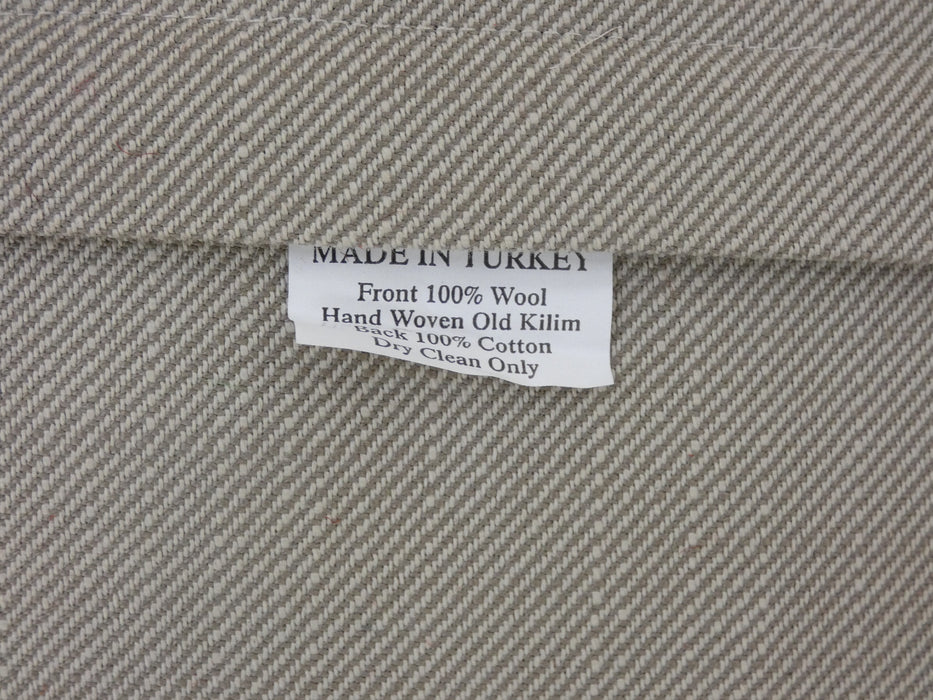 MADE IN TURKEY
Front 100% Wool
Hand Woven Old Kilim
Back 100% Cotton
Dry Clean Only